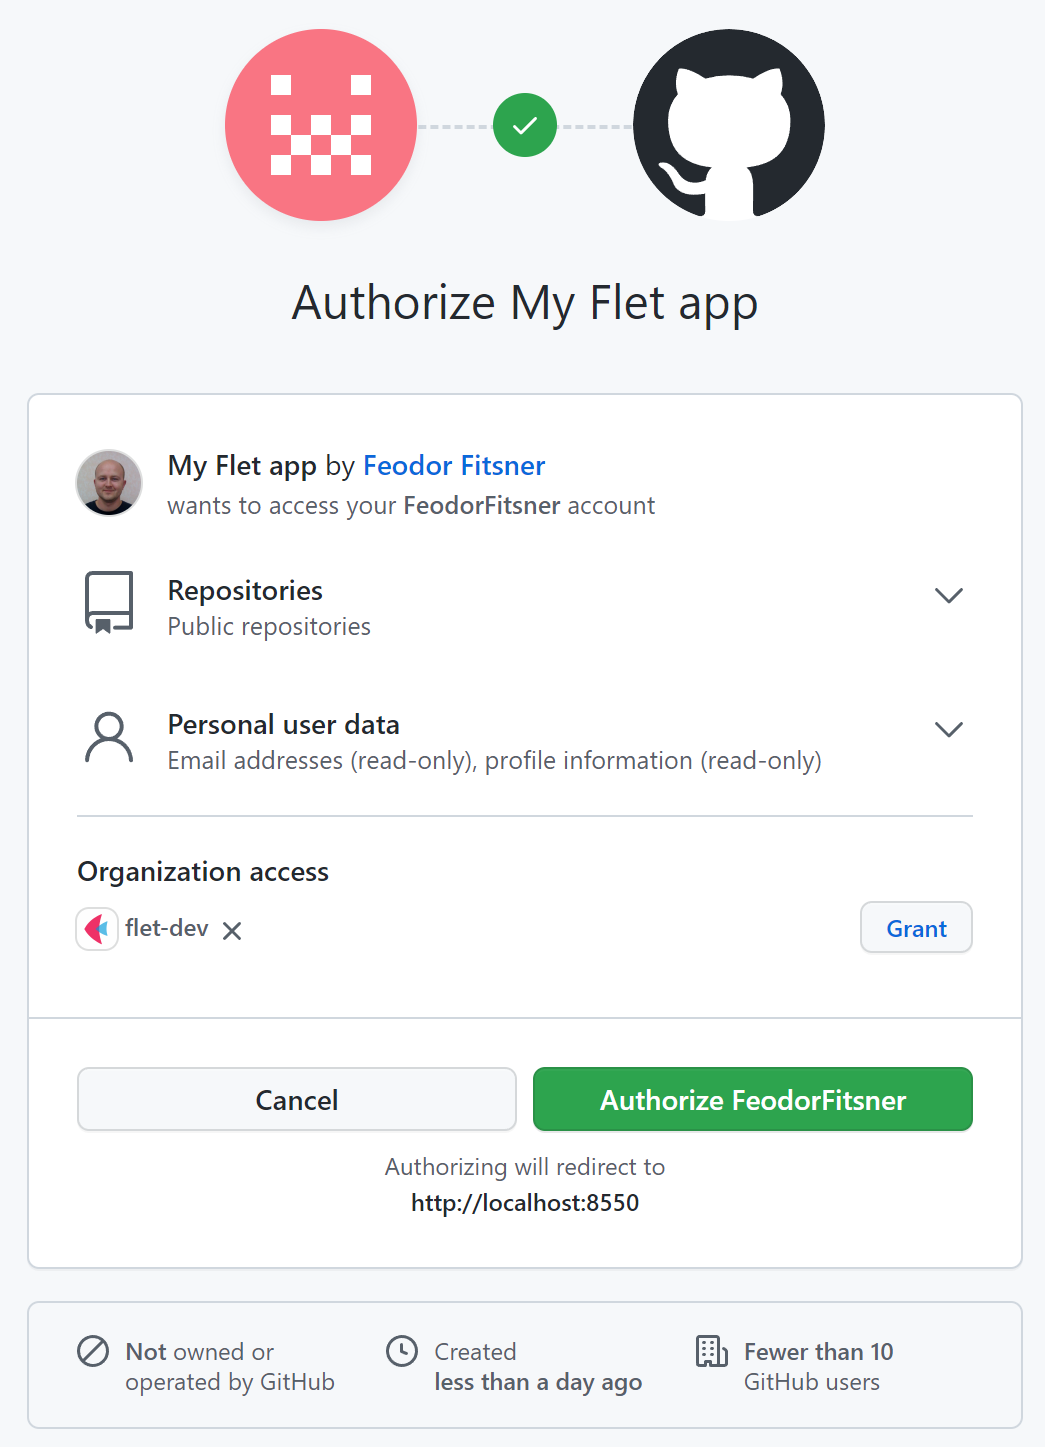 Authorize My Flet app
My Flet app by Feodor Fitsner
wants to access your FeodorFitsner account
Repositories
Public repositories
Personal user data
Email addresses (read-only), profile information (read-only)
Organization access
flet-dev
Grant
Cancel
Authorize FeodorFitsner
Authorizing will redirect to
http://localhost:8550
Not owned or
operated by GitHub
Created
less than a day ago
Fewer than 10
GitHub users